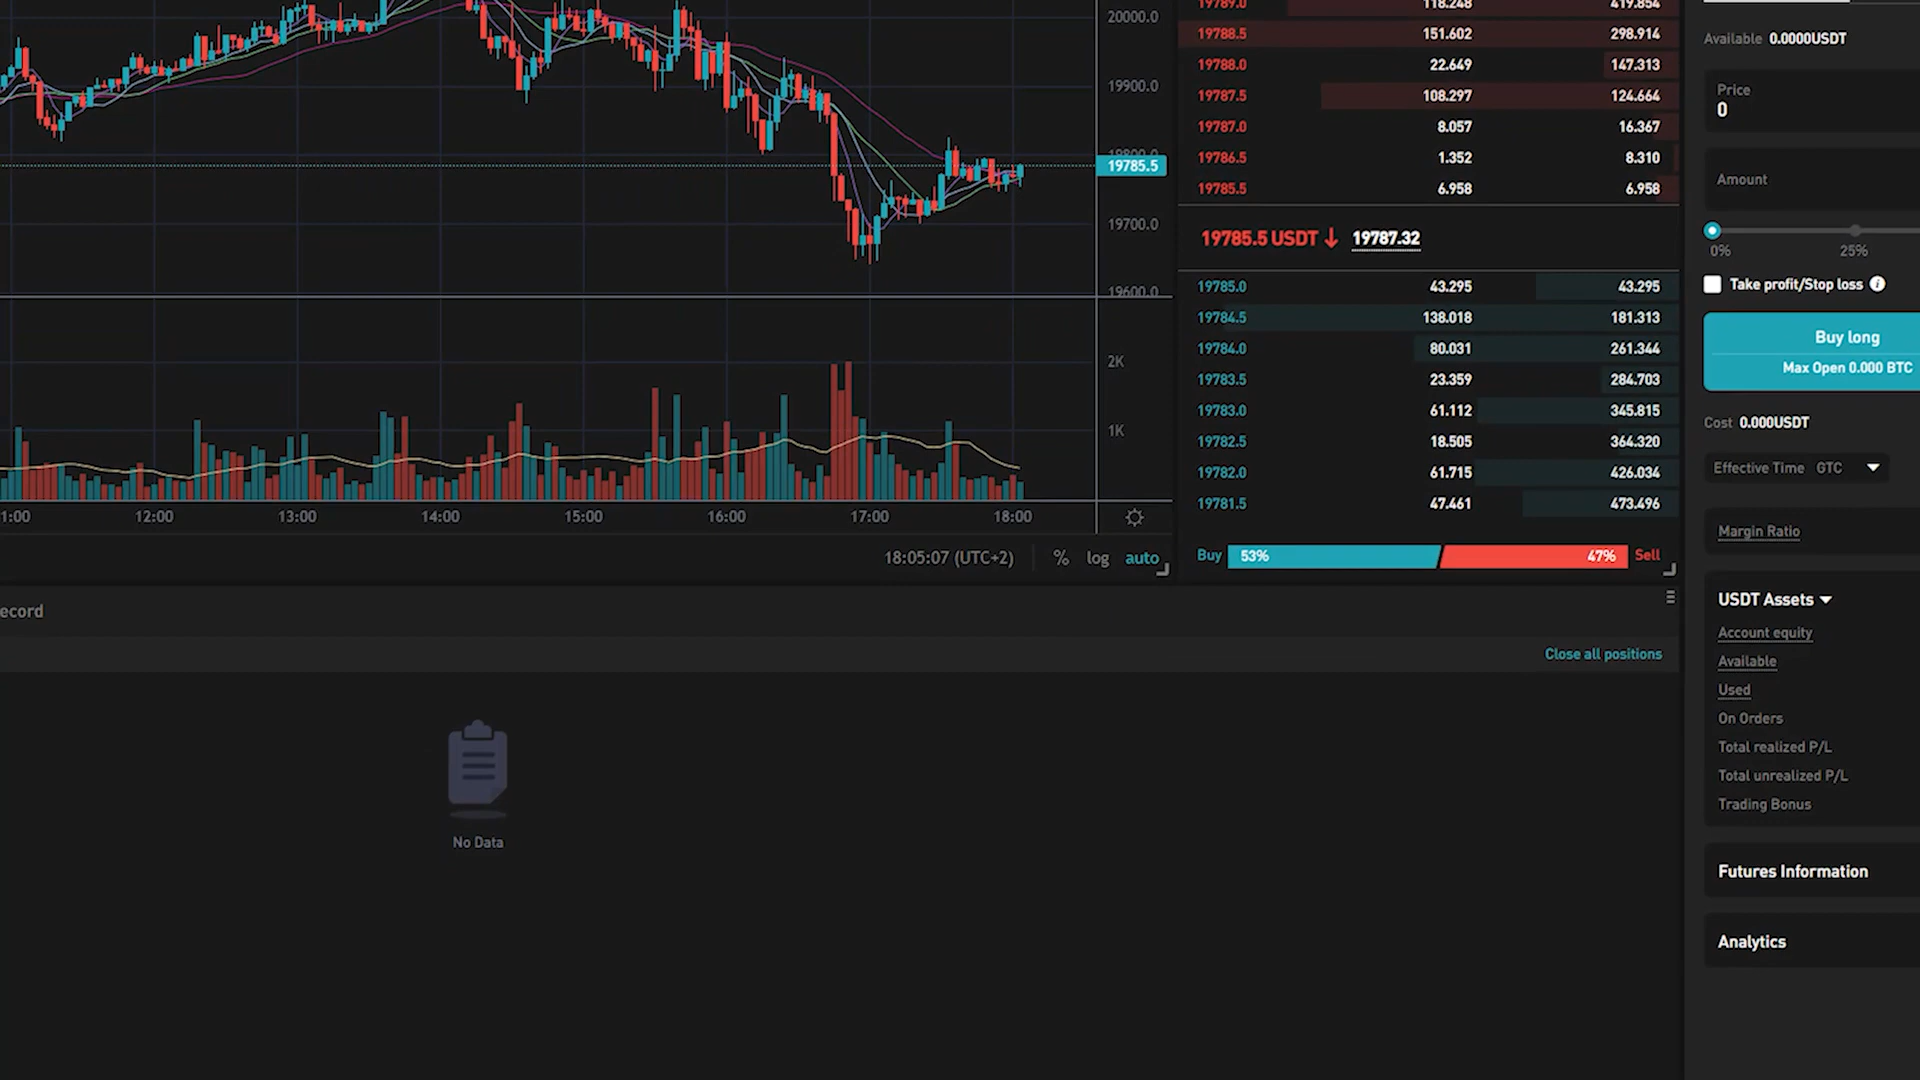 20000.0
19900.0
19800.0
19785.5
19700.0
19600.0
2K
1K
1:00 12:00 13:00 14:00 15:00 16:00 17:00 18:00
18:05:07 (UTC+2) % log auto
19789.0 118.248 419.854
19788.5 151.602 298.914
19788.0 22.649 147.313
19787.5 108.297 124.664
19787.0 8.057 16.367
19786.5 1.352 8.310
19785.5 6.958 6.958
19785.5 USDT ↓ 19787.32
19785.0 43.295 43.295
19784.5 138.018 181.313
19784.0 80.031 261.344
19783.5 23.359 284.703
19783.0 61.112 345.815
19782.5 18.505 364.320
19782.0 61.715 426.034
19781.5 47.461 473.496
Buy 53% 47% Sell
Available 0.0000USDT
Price
0
Amount
0% 25%
Take profit/Stop loss
Buy long
Max Open 0.000 BTC
Cost 0.000USDT
Effective Time GTC
Margin Ratio
USDT Assets
Account equity
Available
Used
On Orders
Total realized P/L
Total unrealized P/L
Trading Bonus
Futures Information
Analytics
ecord
Close all positions
No Data